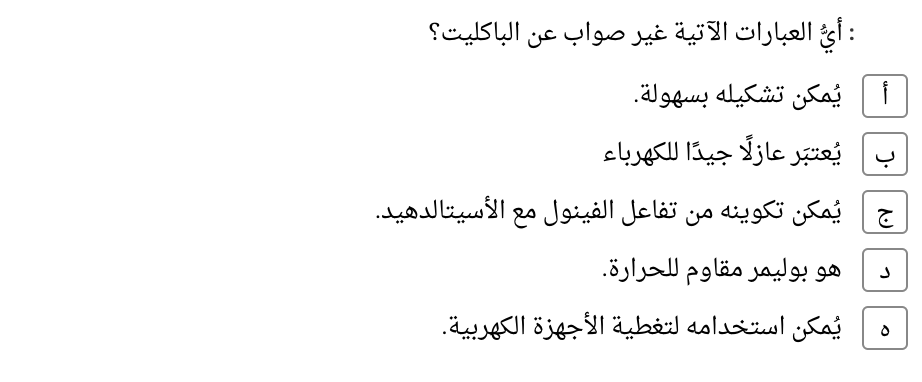 : أيُّ العبارات الآتية غير صواب عن الباكليت؟
أ يُمكن تشكيله بسهولة.
ب يُعتبَر عازلًا جيدًا للكهرباء
ج يُمكن تكوينه من تفاعل الفينول مع الأسيتالدهيد.
د هو بوليمر مقاوم للحرارة.
ه يُمكن استخدامه لتغطية الأجهزة الكهربية.